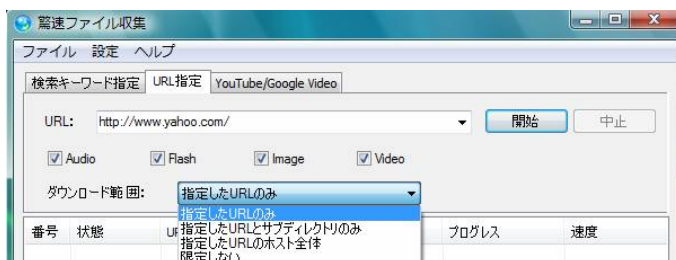 驚速ファイル収集
ファイル 設定 ヘルプ
検索キーワード指定 URL指定 YouTube/Google Video
URL: http://www.yahoo.com/ 開始 中止
Audio Flash Image Video
ダウンロード範囲: 指定したURLのみ
指定したURLのみ
指定したURLとサブディレクトリのみ
指定したURLのホスト全体
限定しない
番号 状態 プログレス 速度